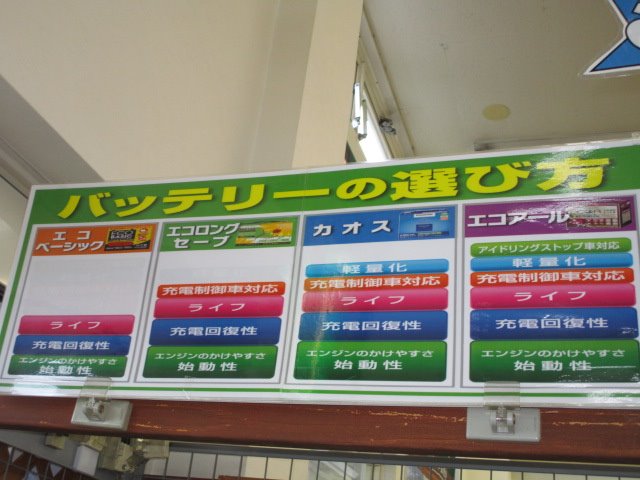 バッテリーの選び方
エコ
ベーシック
ライフ
充電回復性
エンジンのかけやすさ
始動性
エコロング
セーブ
充電制御車対応
ライフ
充電回復性
エンジンのかけやすさ
始動性
カオス
軽量化
充電制御車対応
ライフ
充電回復性
エンジンのかけやすさ
始動性
エコアール
アイドリングストップ車対応
軽量化
充電制御車対応
ライフ
充電回復性
エンジンのかけやすさ
始動性